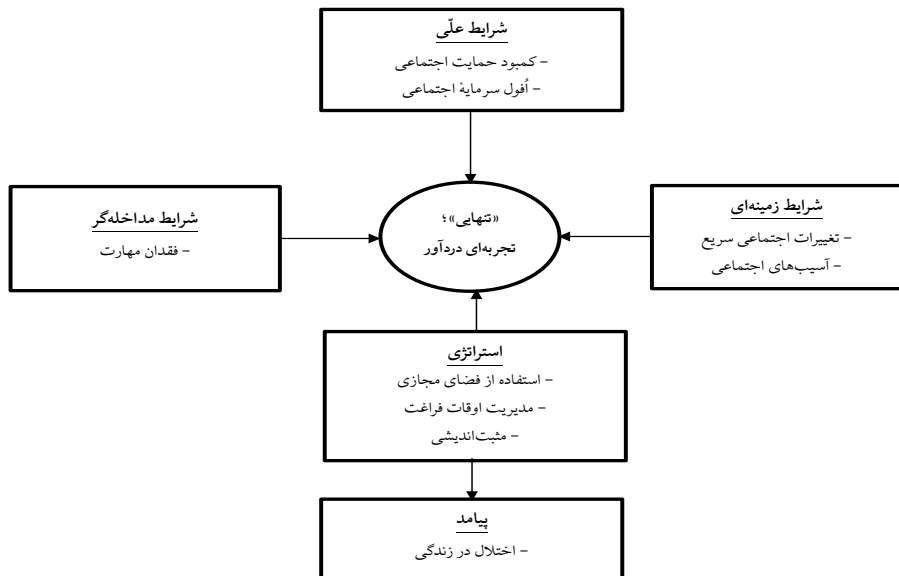 شرایط علّی
- کمبود حمایت اجتماعی
- اُفول سرمایهٔ اجتماعی
شرایط زمینه‌ای
- تغییرات اجتماعی سریع
- آسیب‌های اجتماعی
«تنهایی»؛
تجربه‌ای دردآور
شرایط مداخله‌گر
- فقدان مهارت
استراتژی
- استفاده از فضای مجازی
- مدیریت اوقات فراغت
- مثبت‌اندیشی
پیامد
- اختلال در زندگی